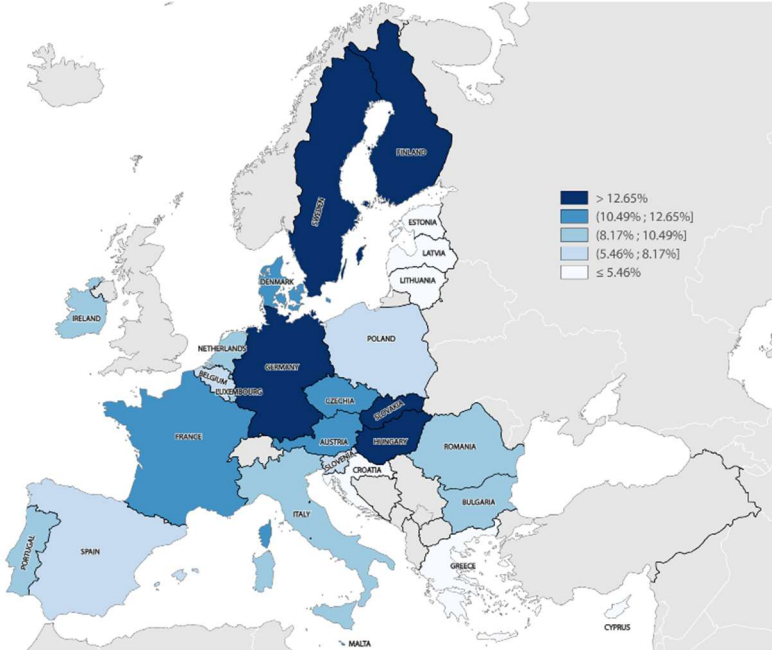 FINLAND
SWEDEN
> 12.65%
(10.49% ; 12.65%]
(8.17% ; 10.49%]
(5.46% ; 8.17%]
≤ 5.46%
ESTONIA
LATVIA
LITHUANIA
DENMARK
IRELAND
NETHERLANDS
POLAND
GERMANY
BELGIUM
LUXEMBOURG
CZECHIA
SLOVAKIA
FRANCE
AUSTRIA
HUNGARY
ROMANIA
SLOVENIA
CROATIA
BULGARIA
ITALY
PORTUGAL
SPAIN
GREECE
CYPRUS
MALTA